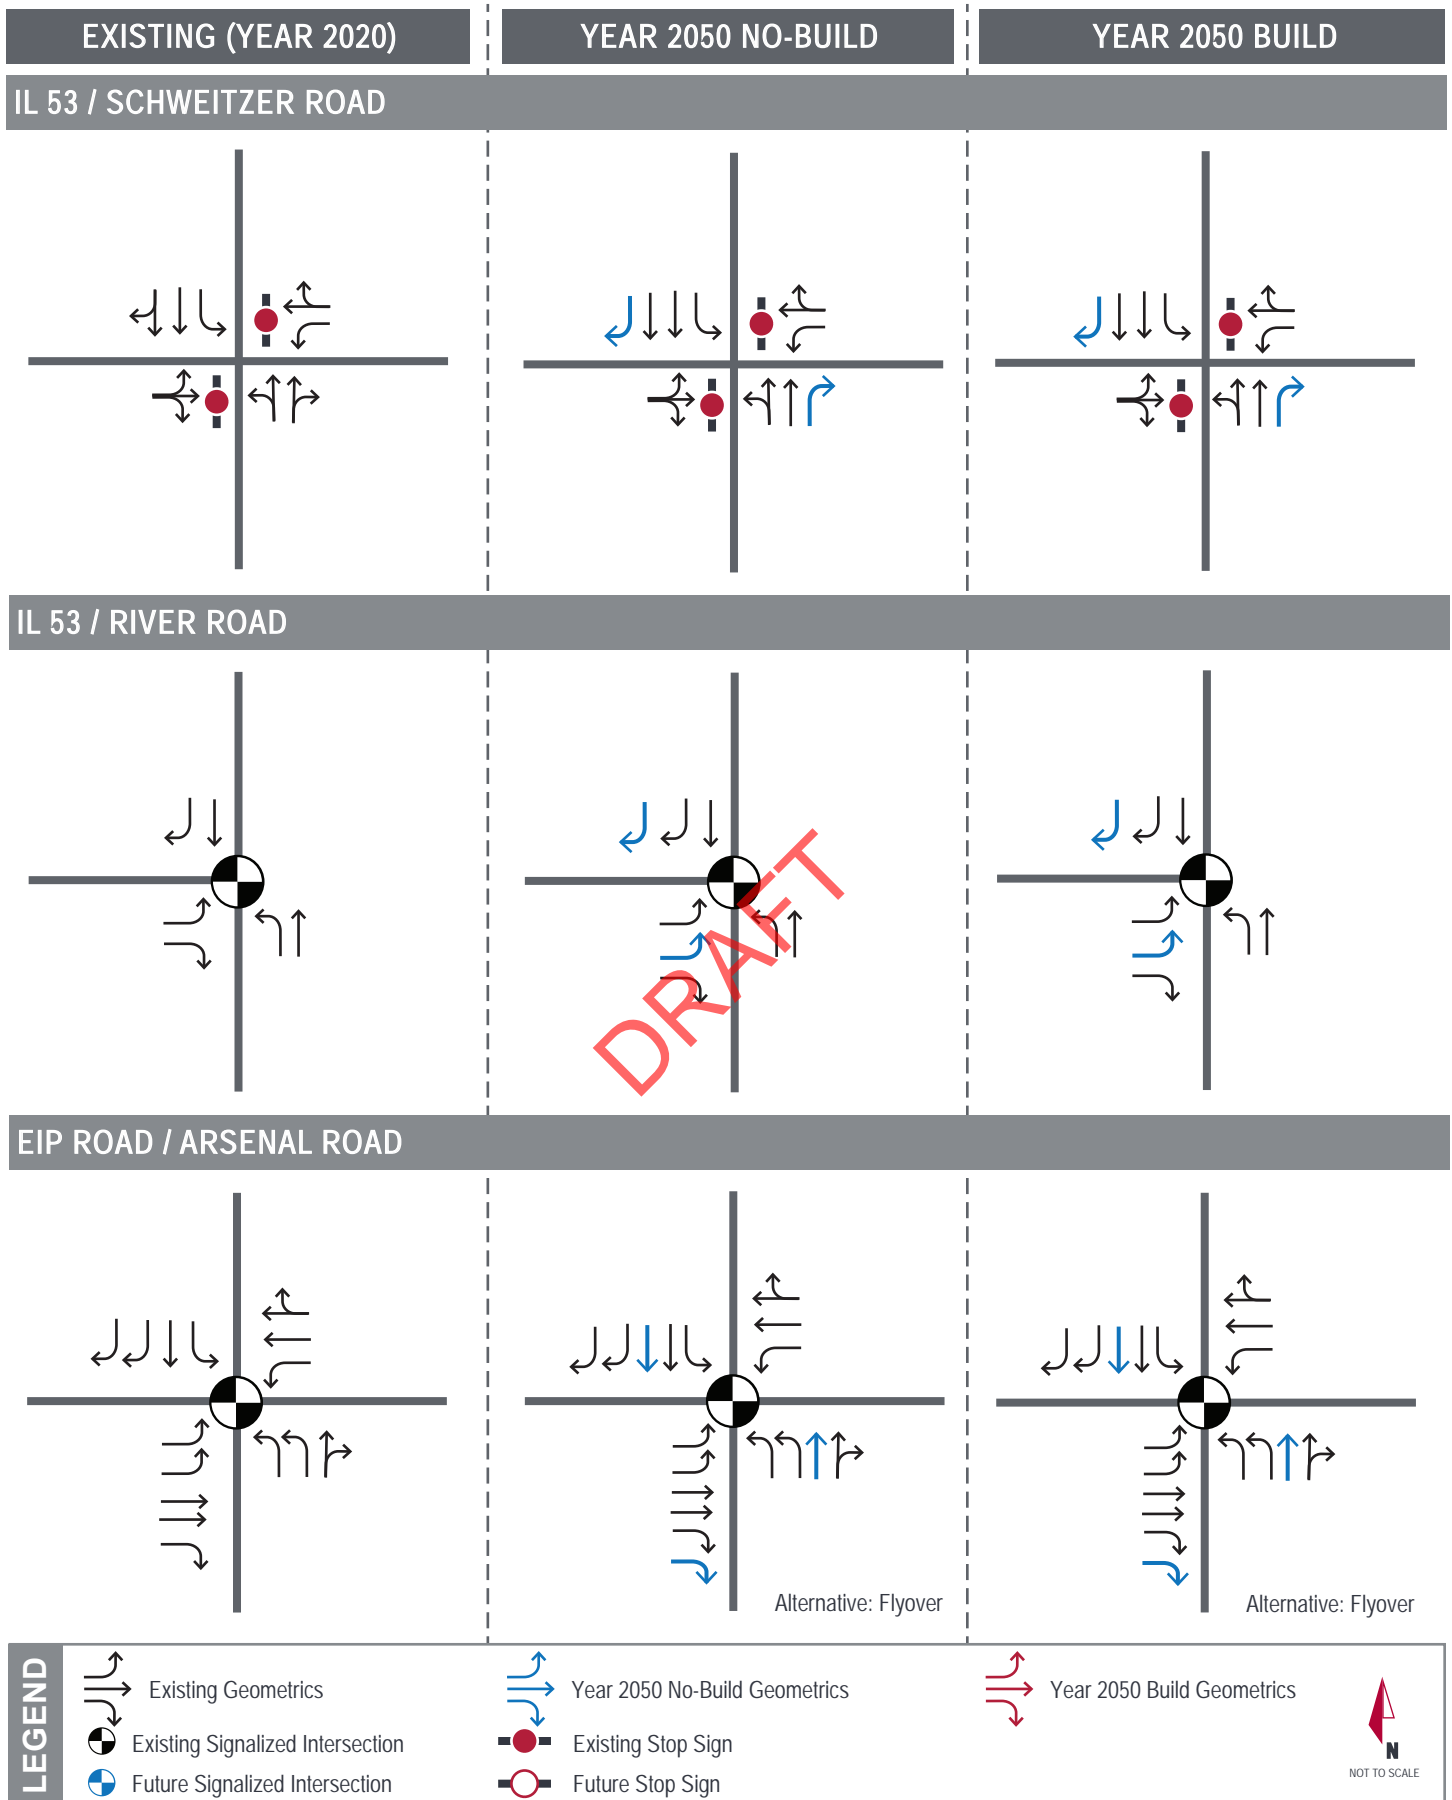 EXISTING (YEAR 2020)
YEAR 2050 NO-BUILD
YEAR 2050 BUILD
IL 53 / SCHWEITZER ROAD
IL 53 / RIVER ROAD
DRAFT
EIP ROAD / ARSENAL ROAD
Alternative: Flyover
Alternative: Flyover
LEGEND
Existing Geometrics
Year 2050 No-Build Geometrics
Year 2050 Build Geometrics
Existing Signalized Intersection
Existing Stop Sign
Future Signalized Intersection
Future Stop Sign
N
NOT TO SCALE